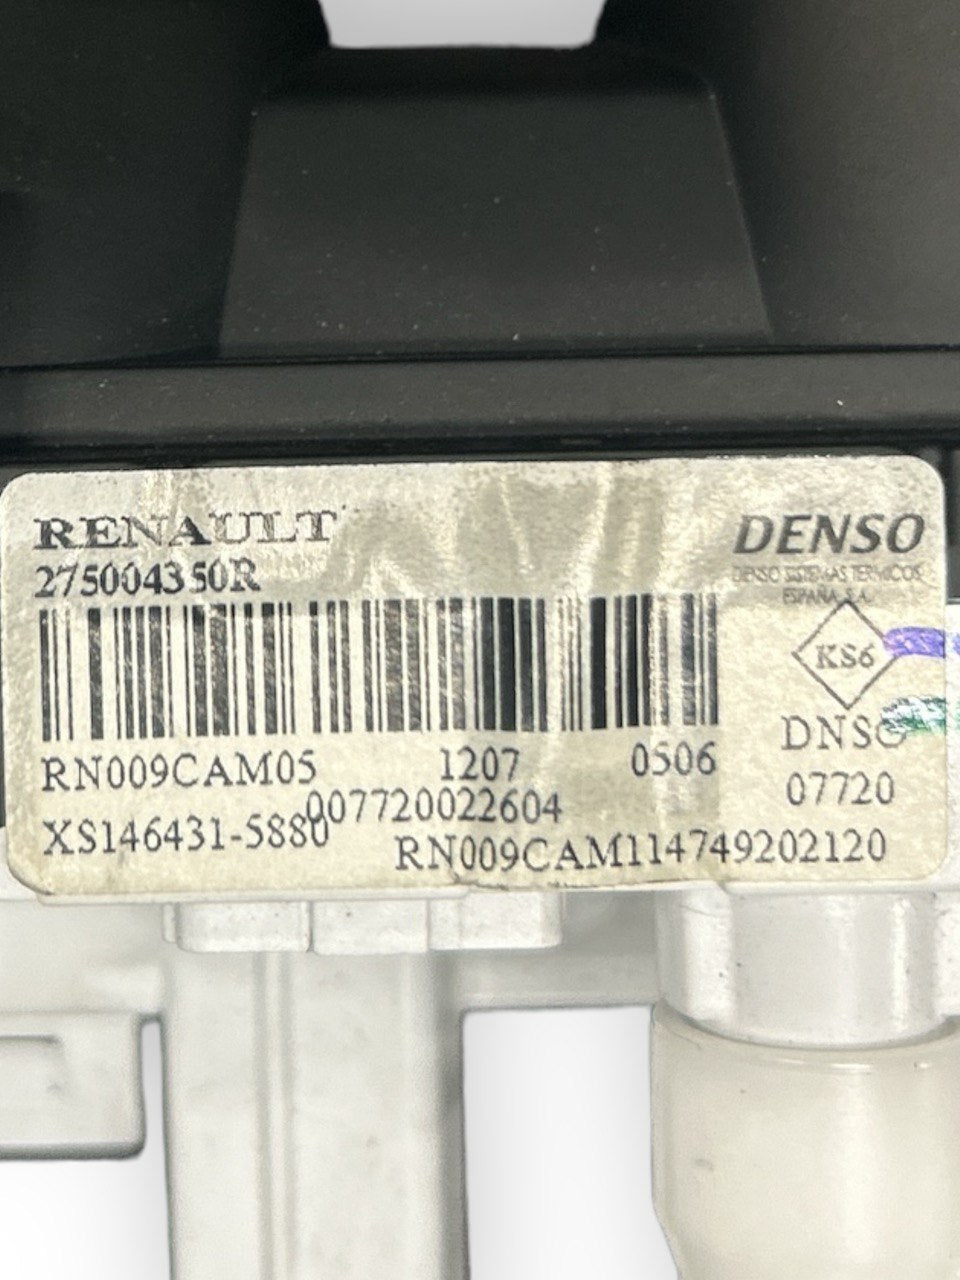 RENAULT
275004350R
DENSO
DENSO SISTEMAS TERMICOS
ESPAÑA, S.A.
KS6
DNSO
07720
RN009CAM05 1207 0506
007720022604
XS146431-5880
RN009CAM114749202120